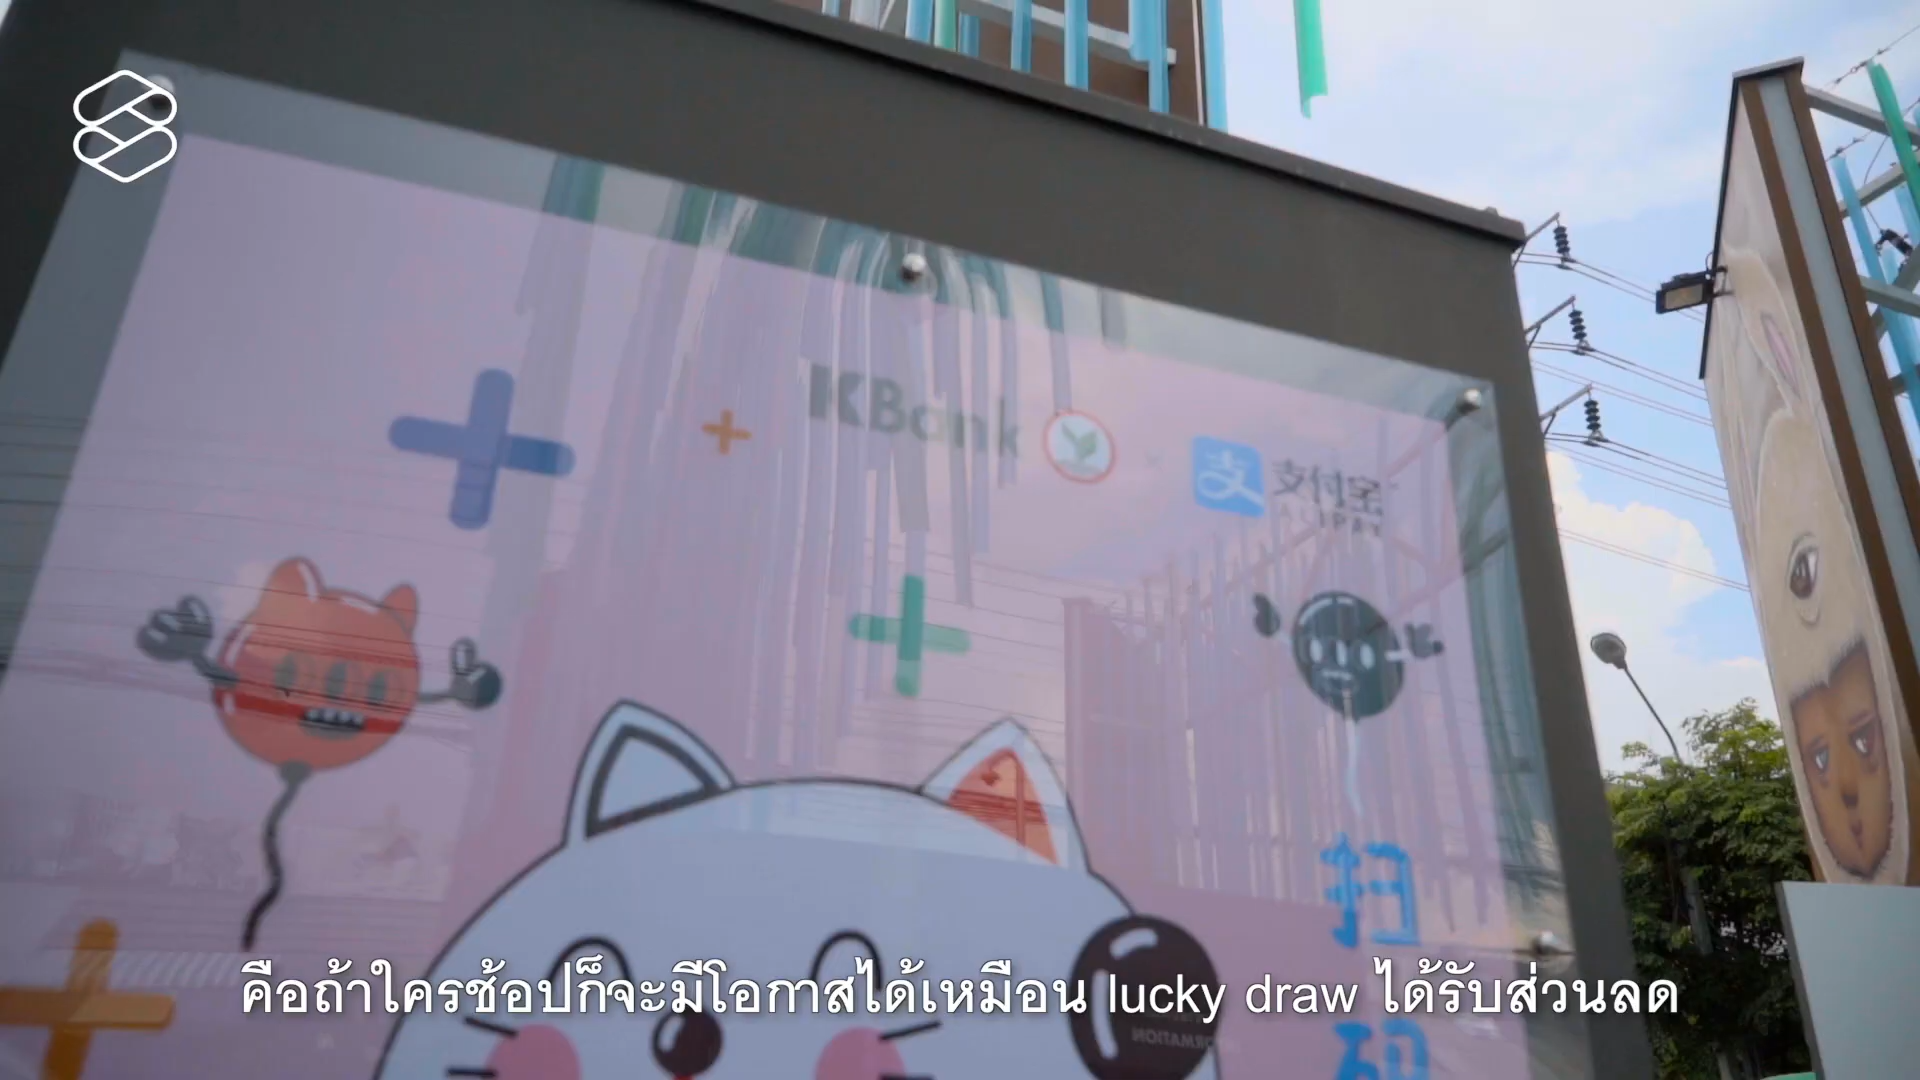 KBank
支 支付宝
ALIPAY
扫
码
คือถ้าใครช้อปก็จะมีโอกาสได้เหมือน lucky draw ได้รับส่วนลด